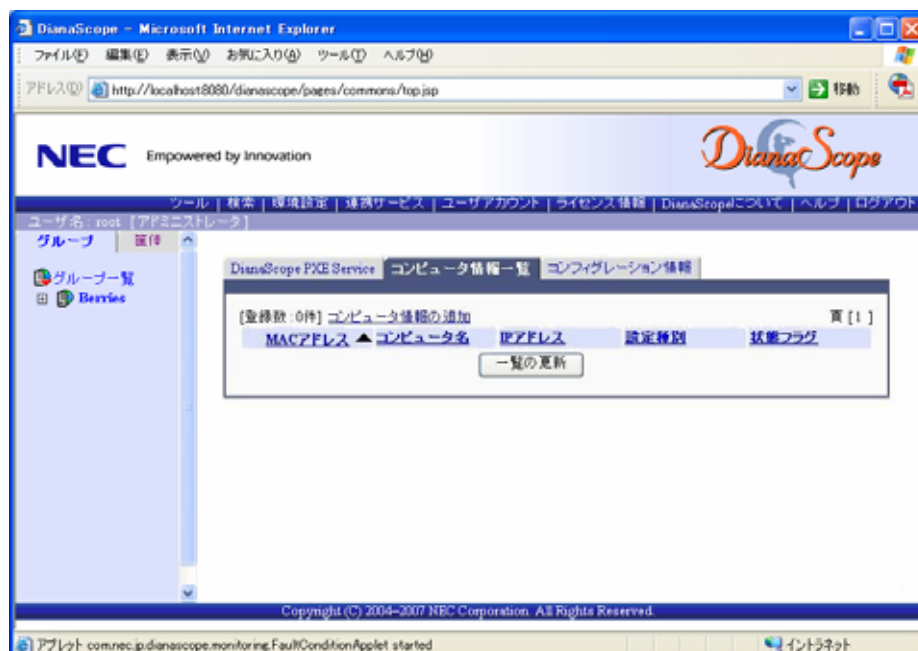 DianaScope - Microsoft Internet Explorer
ファイル(F) 編集(E) 表示(V) お気に入り(A) ツール(T) ヘルプ(H)
アドレス(D) http://localhost8080/dianascope/pages/commons/top.jsp 移動
NEC Empowered by Innovation DianaScope
ツール | 検索 | 環境設定 | 連携サービス | ユーザアカウント | ライセンス情報 | DianaScopeについて | ヘルプ | ログアウト
ユーザ名: root [アドミニストレータ]
グループ 筐体
グループ一覧
Berries
DianaScope PXE Service コンピュータ情報一覧 コンフィグレーション情報
[登録数:0件] コンピュータ情報の追加 頁 [1 ]
MACアドレス ▲ コンピュータ名 IPアドレス 設定種別 状態フラグ
一覧の更新
Copyright (C) 2004-2007 NEC Corporation. All Rights Reserved.
アプレット com.nec.jp.dianascope.monitoring.FaultConditionApplet started イントラネット